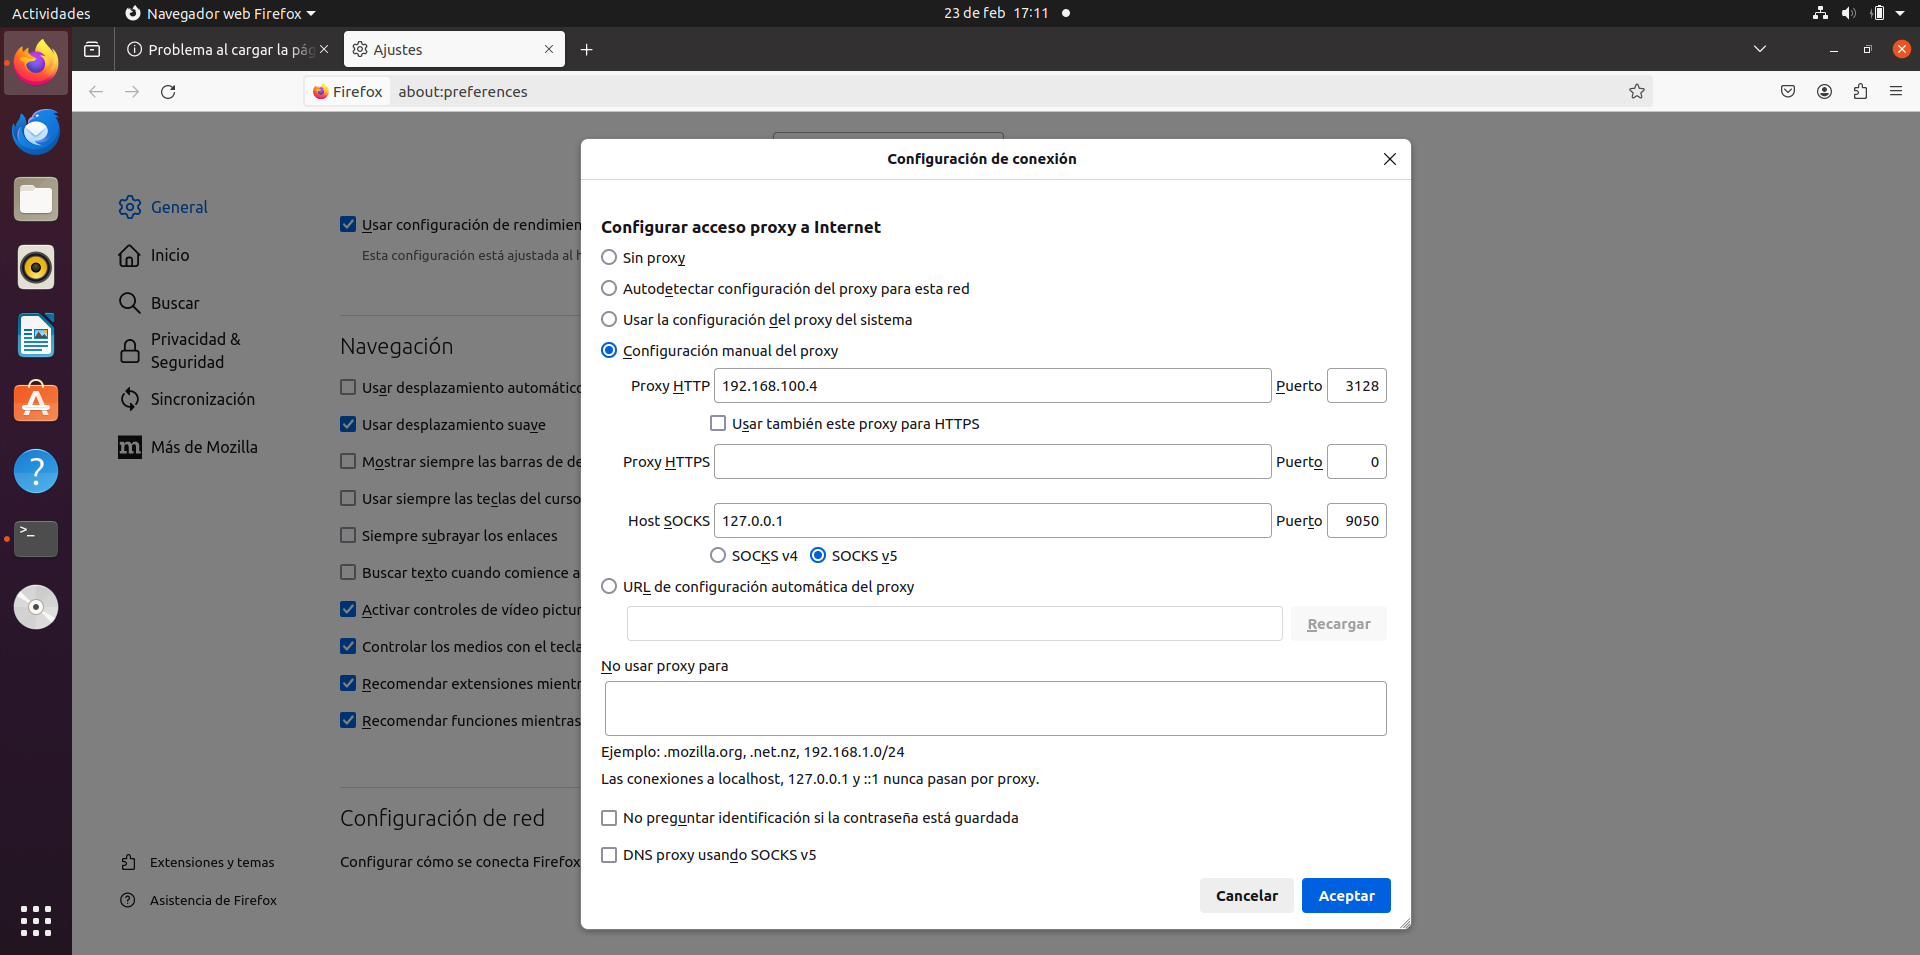 Actividades
Navegador web Firefox
23 de feb 17:11
Problema al cargar la pág
Ajustes
Firefox
about:preferences
General
Inicio
Buscar
Privacidad &
Seguridad
Sincronización
Más de Mozilla
Extensiones y temas
Asistencia de Firefox
Usar configuración de rendimien
Esta configuración está ajustada al h
Navegación
Usar desplazamiento automático
Usar desplazamiento suave
Mostrar siempre las barras de de
Usar siempre las teclas del curso
Siempre subrayar los enlaces
Buscar texto cuando comience a
Activar controles de vídeo pictur
Controlar los medios con el tecla
Recomendar extensiones mientr
Recomendar funciones mientras
Configuración de red
Configurar cómo se conecta Firefox
Configuración de conexión
Configurar acceso proxy a Internet
Sin proxy
Autodetectar configuración del proxy para esta red
Usar la configuración del proxy del sistema
Configuración manual del proxy
Proxy HTTP 192.168.100.4 Puerto 3128
Usar también este proxy para HTTPS
Proxy HTTPS Puerto 0
Host SOCKS 127.0.0.1 Puerto 9050
SOCKS v4 SOCKS v5
URL de configuración automática del proxy
Recargar
No usar proxy para
Ejemplo: .mozilla.org, .net.nz, 192.168.1.0/24
Las conexiones a localhost, 127.0.0.1 y ::1 nunca pasan por proxy.
No preguntar identificación si la contraseña está guardada
DNS proxy usando SOCKS v5
Cancelar
Aceptar